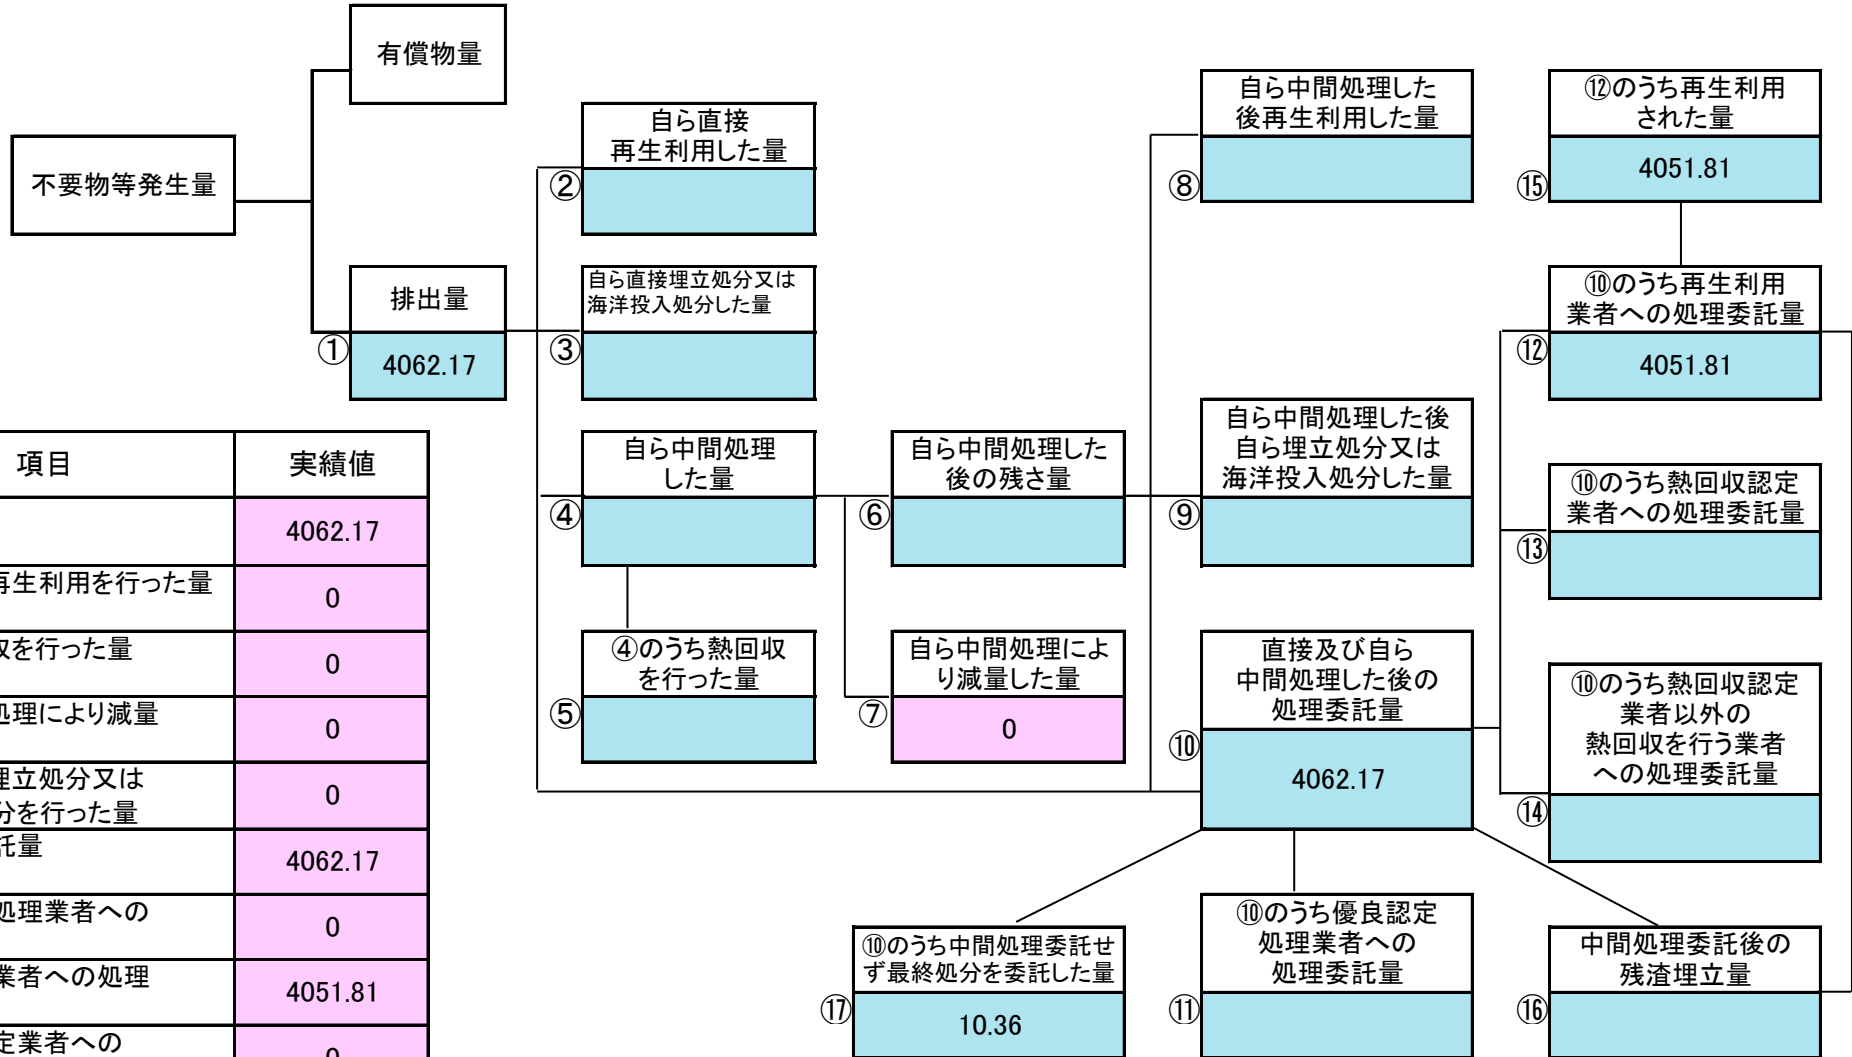 有償物量
不要物等発生量
排出量
①
4062.17
自ら直接
再生利用した量
②
自ら直接埋立処分又は
海洋投入処分した量
③
自ら中間処理
した量
④
④のうち熱回収
を行った量
⑤
自ら中間処理した
後の残さ量
⑥
自ら中間処理によ
り減量した量
⑦
0
自ら中間処理した
後再生利用した量
⑧
自ら中間処理した後
自ら埋立処分又は
海洋投入処分した量
⑨
直接及び自ら
中間処理した後の
処理委託量
⑩
4062.17
⑫のうち再生利用
された量
⑮
4051.81
⑩のうち再生利用
業者への処理委託量
⑫
4051.81
⑩のうち熱回収認定
業者への処理委託量
⑬
⑩のうち熱回収認定
業者以外の
熱回収を行う業者
への処理委託量
⑭
⑩のうち中間処理委託せ
ず最終処分を委託した量
⑰
10.36
⑩のうち優良認定
処理業者への
処理委託量
⑪
中間処理委託後の
残渣埋立量
⑯
項目
実績値
4062.17
再生利用を行った量
0
を行った量
0
処理により減量
0
埋立処分又は
分を行った量
0
託量
4062.17
処理業者への
0
業者への処理
4051.81
定業者への